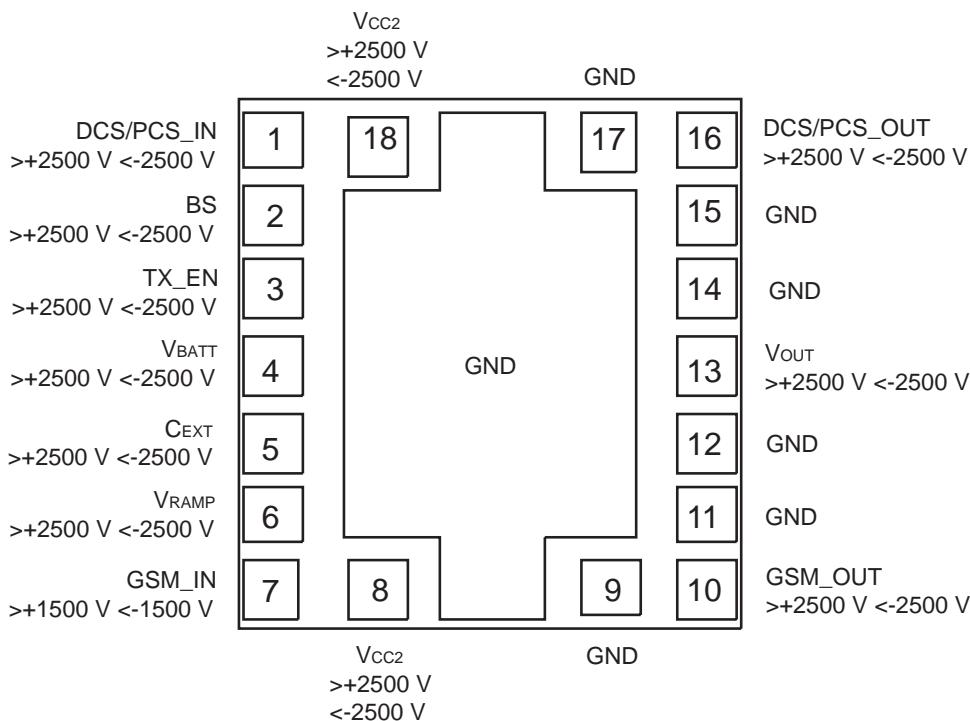 VCC2
>+2500 V
<-2500 V
GND
DCS/PCS_IN
>+2500 V <-2500 V
1
18
17
16
DCS/PCS_OUT
>+2500 V <-2500 V
BS
>+2500 V <-2500 V
2
15
GND
TX_EN
>+2500 V <-2500 V
3
14
GND
VBATT
>+2500 V <-2500 V
4
GND
13
VOUT
>+2500 V <-2500 V
CEXT
>+2500 V <-2500 V
5
12
GND
VRAMP
>+2500 V <-2500 V
6
11
GND
GSM_IN
>+1500 V <-1500 V
7
8
9
10
GSM_OUT
>+2500 V <-2500 V
VCC2
>+2500 V
<-2500 V
GND